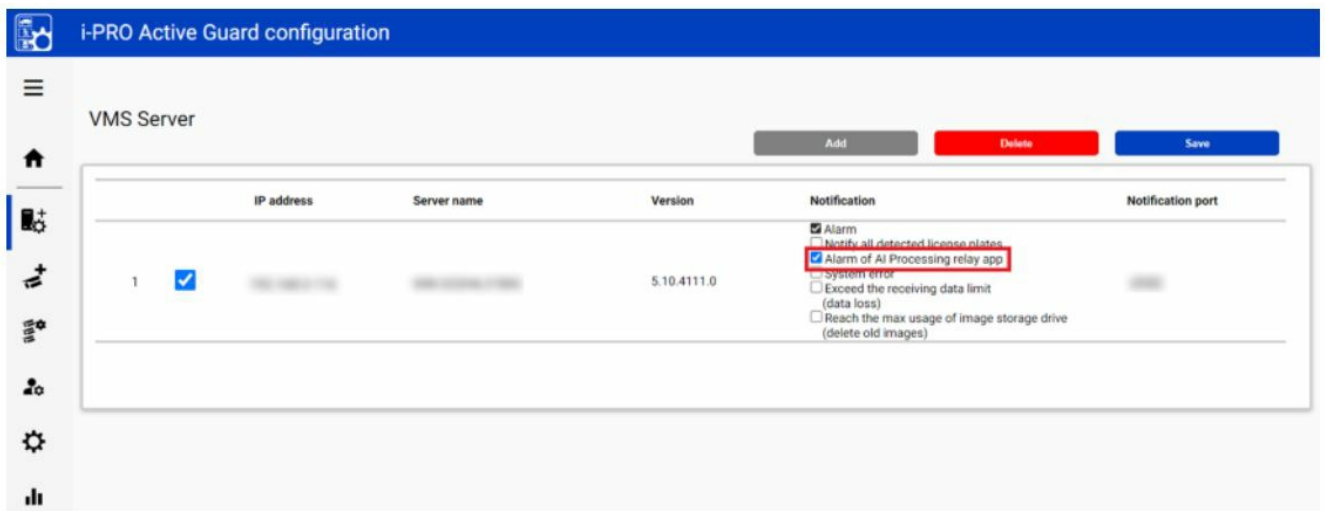 i-PRO Active Guard configuration
VMS Server
Add
Delete
Save
IP address
Server name
Version
Notification
Notification port
Alarm
Notify all detected license plates
Alarm of AI Processing relay app
1
5.10.4111.0
System error
Exceed the receiving data limit
(data loss)
Reach the max usage of image storage drive
(delete old images)